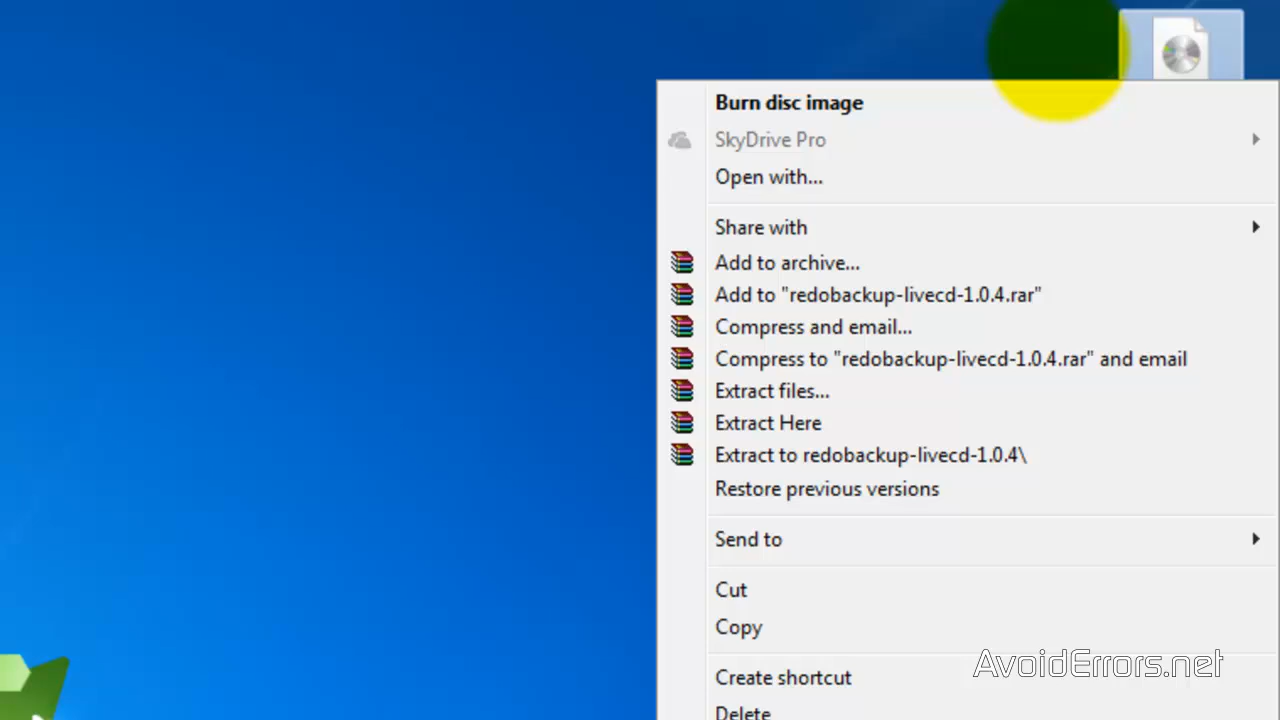 Burn disc image
SkyDrive Pro
Open with...
Share with
Add to archive...
Add to "redobackup-livecd-1.0.4.rar"
Compress and email...
Compress to "redobackup-livecd-1.0.4.rar" and email
Extract files...
Extract Here
Extract to redobackup-livecd-1.0.4\
Restore previous versions
Send to
Cut
Copy
Create shortcut
AvoidErrors.net
Delete